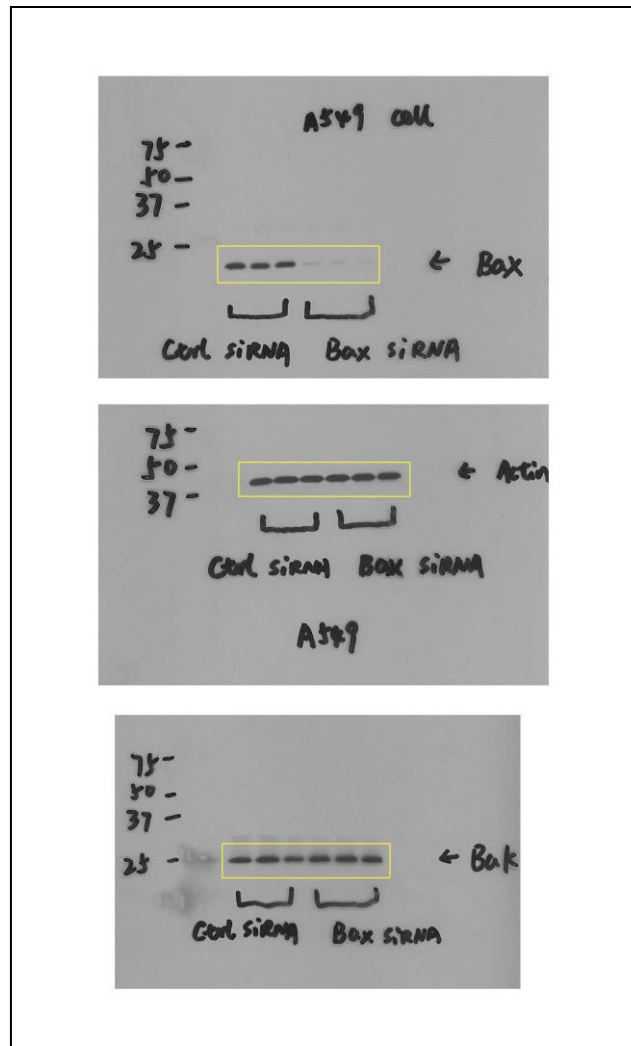 A549 cell
75 -
50 -
37 -
25 -
← Bax
Ctrl siRNA Bax siRNA
75 -
50 -
37 -
← Actin
Ctrl siRNA Bax siRNA
A549
75 -
50 -
37 -
25 -
← Bak
Ctrl siRNA Bax siRNA